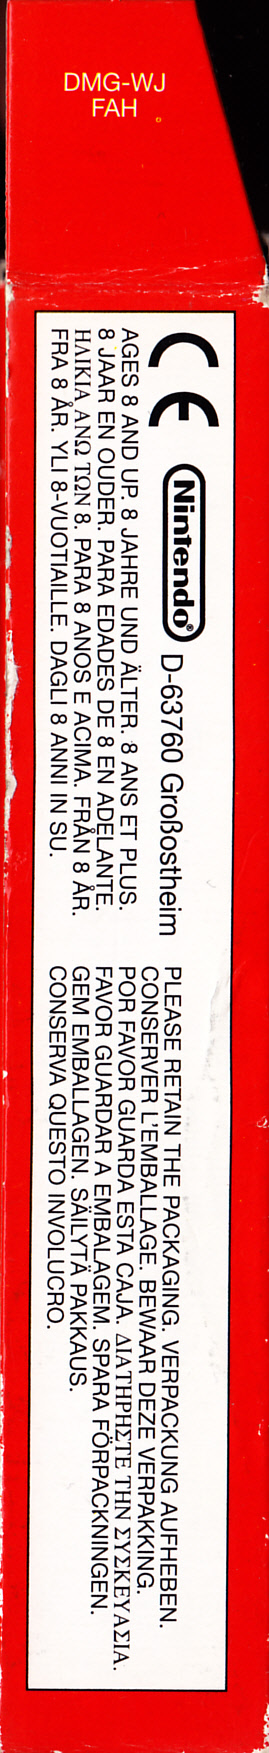 DMG-WJ
FAH
CE Nintendo® D-63760 Großostheim
AGES 8 AND UP. 8 JAHRE UND ÄLTER. 8 ANS ET PLUS.
8 JAAR EN OUDER. PARA EDADES DE 8 EN ADELANTE.
ΗΛΙΚΙΑ ΑΝΩ ΤΩΝ 8. PARA 8 ANOS E ACIMA. FRÅN 8 ÅR.
FRA 8 ÅR. YLI 8-VUOTIAILLE. DAGLI 8 ANNI IN SU.
PLEASE RETAIN THE PACKAGING. VERPACKUNG AUFHEBEN.
CONSERVER L'EMBALLAGE. BEWAAR DEZE VERPAKKING.
POR FAVOR GUARDA ESTA CAJA. ΔΙΑΤΗΡΗΣΤΕ ΤΗΝ ΣΥΣΚΕΥΑΣΙΑ.
FAVOR GUARDAR A EMBALAGEM. SPARA FÖRPACKNINGEN.
GEM EMBALLAGEN. SÄILYTÄ PAKKAUS.
CONSERVA QUESTO INVOLUCRO.